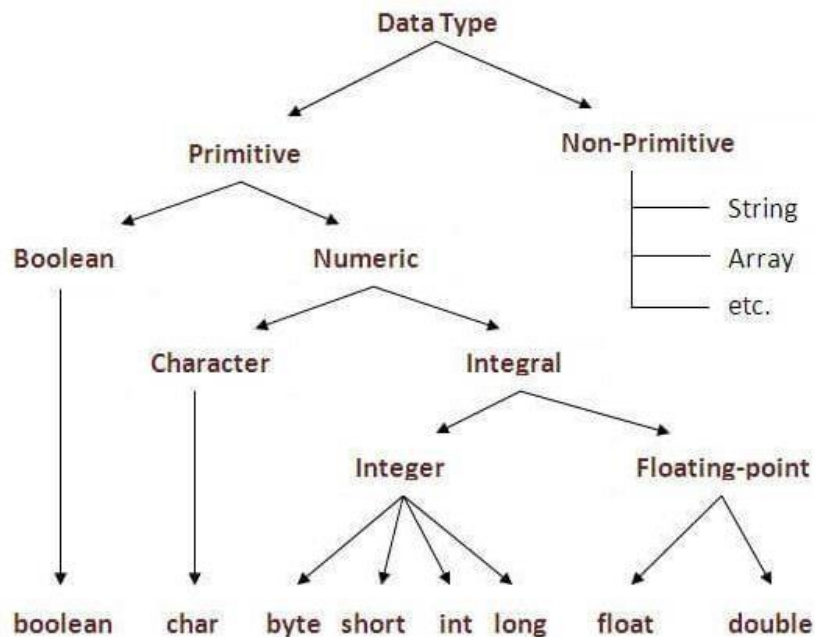 Data Type
Primitive
Non-Primitive
String
Array
etc.
Boolean
Numeric
Character
Integral
Integer
Floating-point
boolean char byte short int long float double